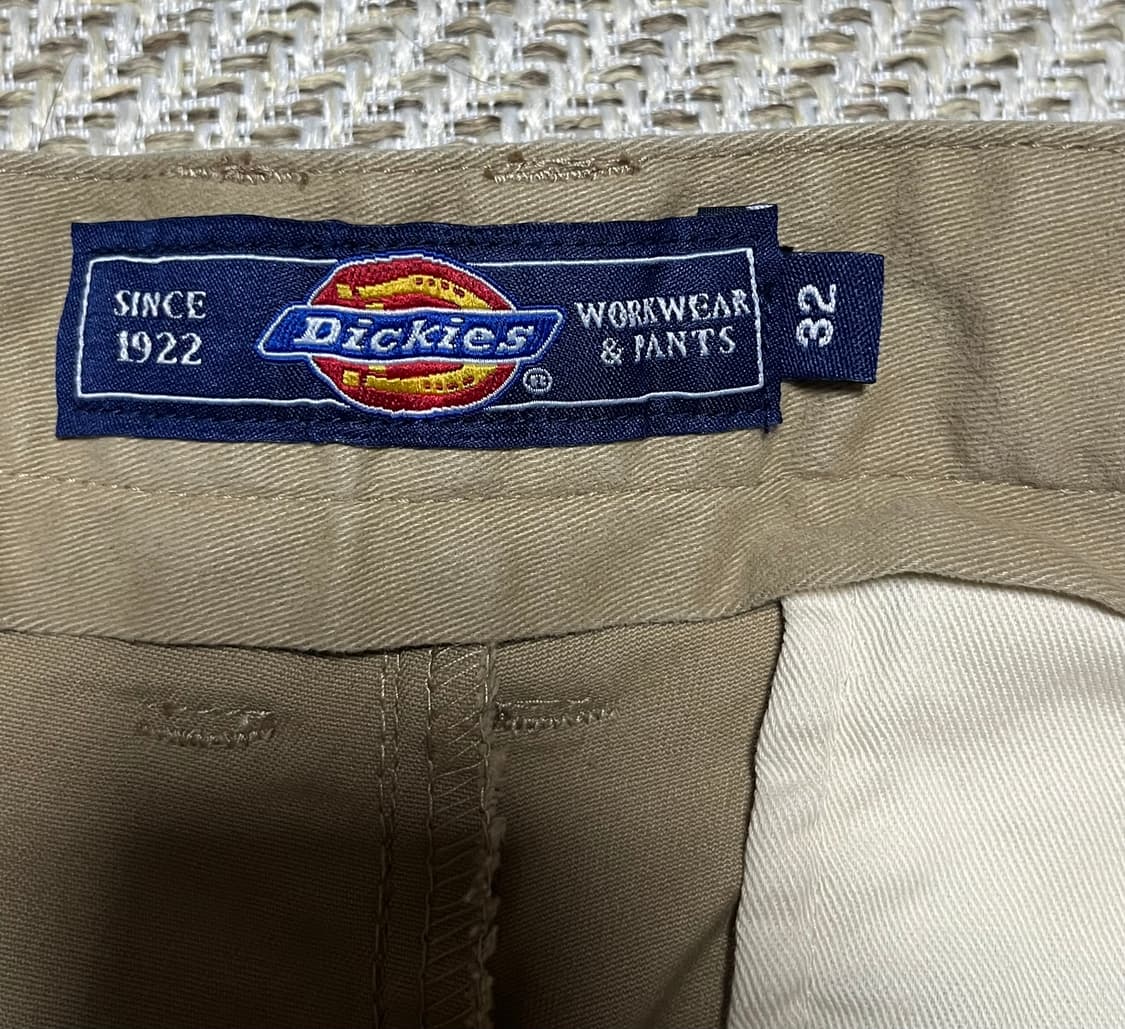 SINCE
1922
Dickies
®
WORKWEAR
& PANTS
32